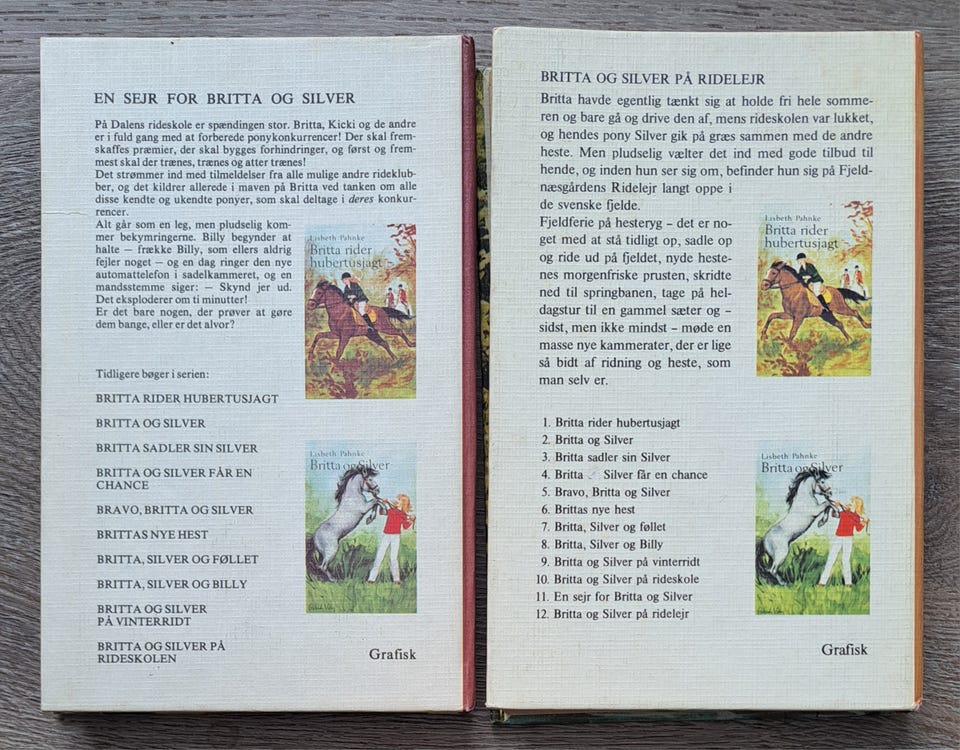 EN SEJR FOR BRITTA OG SILVER
På Dalens rideskole er spændingen stor. Britta, Kicki og de andre
er i fuld gang med at forberede ponykonkurrencer! Der skal frem-
skaffes præmier, der skal bygges forhindringer, og først og frem-
mest skal der trænes, trænes og atter trænes!
Det strømmer ind med tilmeldelser fra alle mulige andre rideklub-
ber, og det kildrer allerede i maven på Britta ved tanken om alle
disse kendte og ukendte ponyer, som skal deltage i deres konkur-
rencer.
Alt går som en leg, men pludselig kom-
mer bekymringerne. Billy begynder at
halte — frække Billy, som ellers aldrig
fejler noget — og en dag ringer den nye
automattelefon i sadelkammeret, og en
mandsstemme siger: — Skynd jer ud.
Det eksploderer om ti minutter!
Er det bare nogen, der prøver at gøre
dem bange, eller er det alvor?
Lisbeth Pahnke
Britta rider
hubertusjagt
Tidligere bøger i serien:
BRITTA RIDER HUBERTUSJAGT
BRITTA OG SILVER
BRITTA SADLER SIN SILVER
BRITTA OG SILVER FÅR EN
CHANCE
BRAVO, BRITTA OG SILVER
BRITTAS NYE HEST
BRITTA, SILVER OG FØLLET
BRITTA, SILVER OG BILLY
BRITTA OG SILVER
PÅ VINTERRIDT
BRITTA OG SILVER PÅ
RIDESKOLEN
Lisbeth Pahnke
Britta og Silver
Grafisk
BRITTA OG SILVER PÅ RIDELEJR
Britta havde egentlig tænkt sig at holde fri hele somme-
ren og bare gå og drive den af, mens rideskolen var lukket,
og hendes pony Silver gik på græs sammen med de andre
heste. Men pludselig vælter det ind med gode tilbud til
hende, og inden hun ser sig om, befinder hun sig på Fjeld-
næsgårdens Ridelejr langt oppe i
de svenske fjelde.
Fjeldferie på hesteryg – det er no-
get med at stå tidligt op, sadle op
og ride ud på fjeldet, nyde heste-
nes morgenfriske prusten, skridte
ned til springbanen, tage på hel-
dagstur til en gammel sæter og –
sidst, men ikke mindst – møde en
masse nye kammerater, der er lige
så bidt af ridning og heste, som
man selv er.
Lisbeth Pahnke
Britta rider
hubertusjagt
1. Britta rider hubertusjagt
2. Britta og Silver
3. Britta sadler sin Silver
4. Britta Silver får en chance
5. Bravo, Britta og Silver
6. Brittas nye hest
7. Britta, Silver og føllet
8. Britta, Silver og Billy
9. Britta og Silver på vinterridt
10. Britta og Silver på rideskole
11. En sejr for Britta og Silver
12. Britta og Silver på ridelejr
Lisbeth Pahnke
Britta og Silver
Grafisk